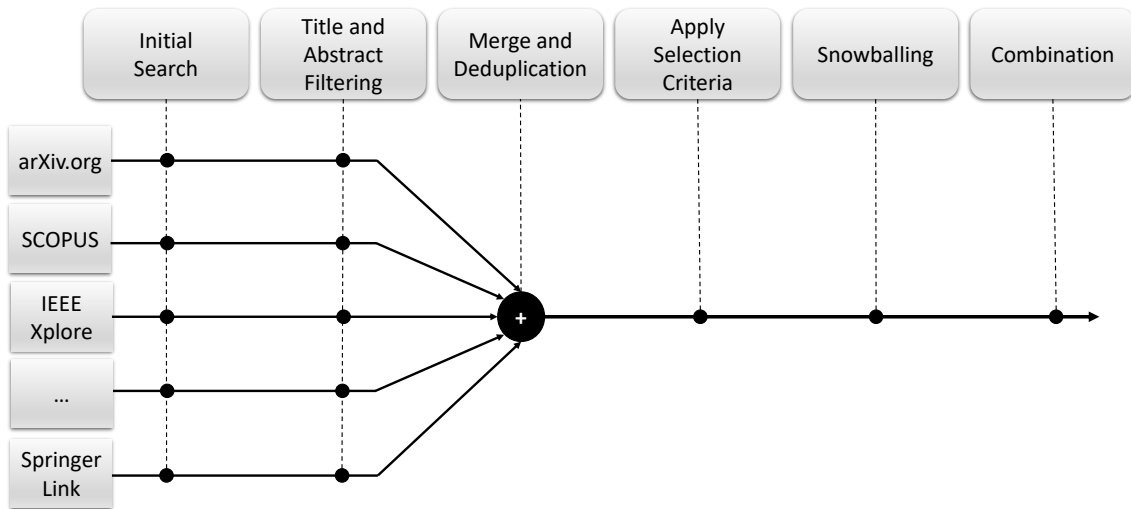 Initial
Search
Title and
Abstract
Filtering
Merge and
Deduplication
Apply
Selection
Criteria
Snowballing
Combination
arXiv.org
SCOPUS
IEEE
Xplore
+
...
Springer
Link